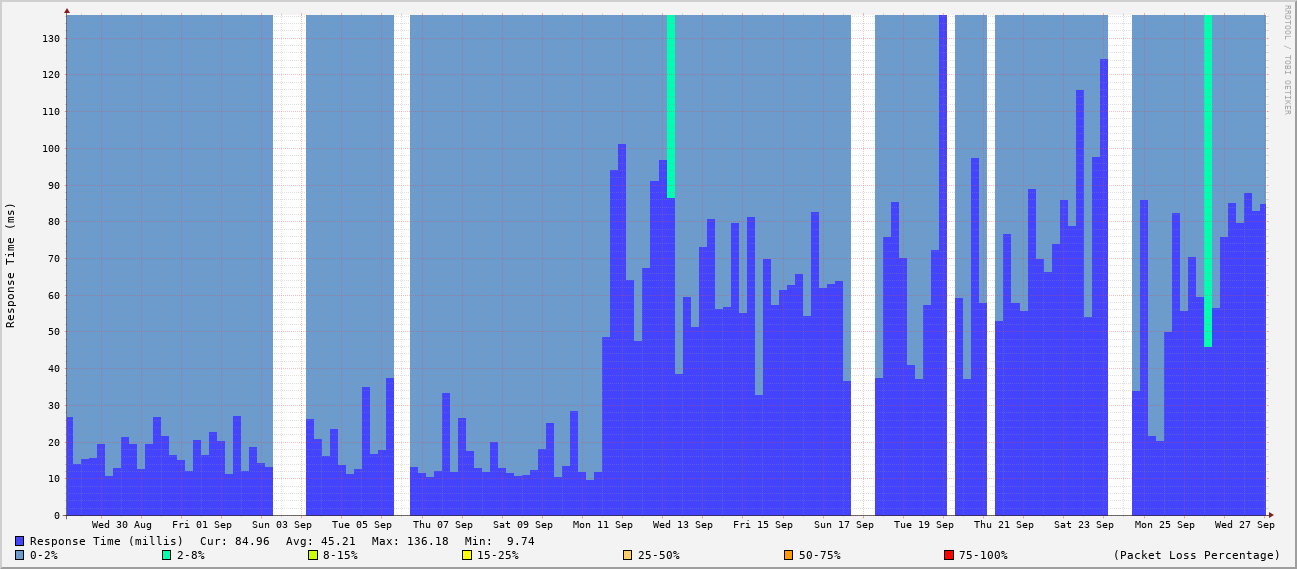 RRDTOOL / TOBI OETIKER
Response Time (ms)
130
120
110
100
90
80
70
60
50
40
30
20
10
0
Wed 30 Aug Fri 01 Sep Sun 03 Sep Tue 05 Sep Thu 07 Sep Sat 09 Sep Mon 11 Sep Wed 13 Sep Fri 15 Sep Sun 17 Sep Tue 19 Sep Thu 21 Sep Sat 23 Sep Mon 25 Sep Wed 27 Sep
Response Time (millis) Cur: 84.96 Avg: 45.21 Max: 136.18 Min: 9.74
0-2% 2-8% 8-15% 15-25% 25-50% 50-75% 75-100% (Packet Loss Percentage)